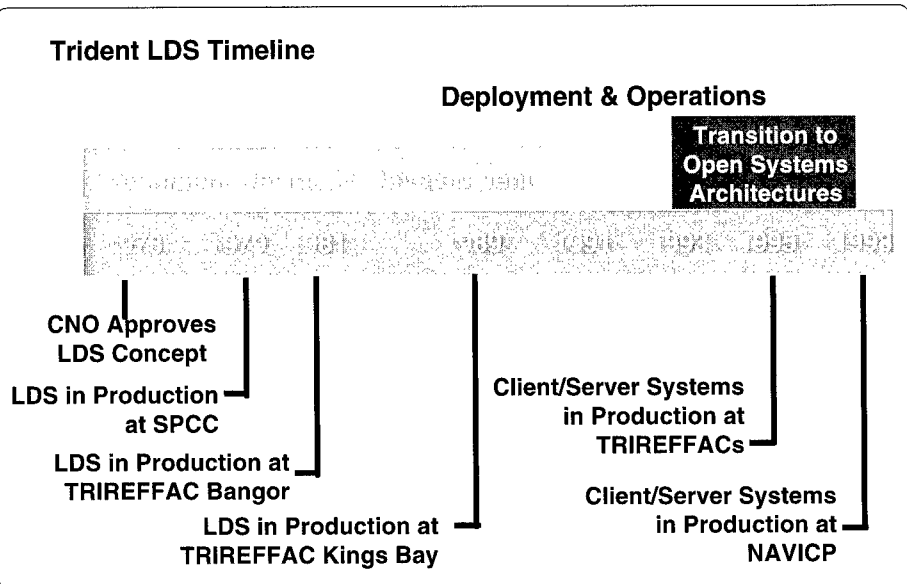 Trident LDS Timeline
Deployment & Operations
Transition to
Open Systems
Architectures
CNO Approves
LDS Concept
LDS in Production
at SPCC
LDS in Production at
TRIREFFAC Bangor
LDS in Production at
TRIREFFAC Kings Bay
Client/Server Systems
in Production at
TRIREFFACs
Client/Server Systems
in Production at
NAVICP